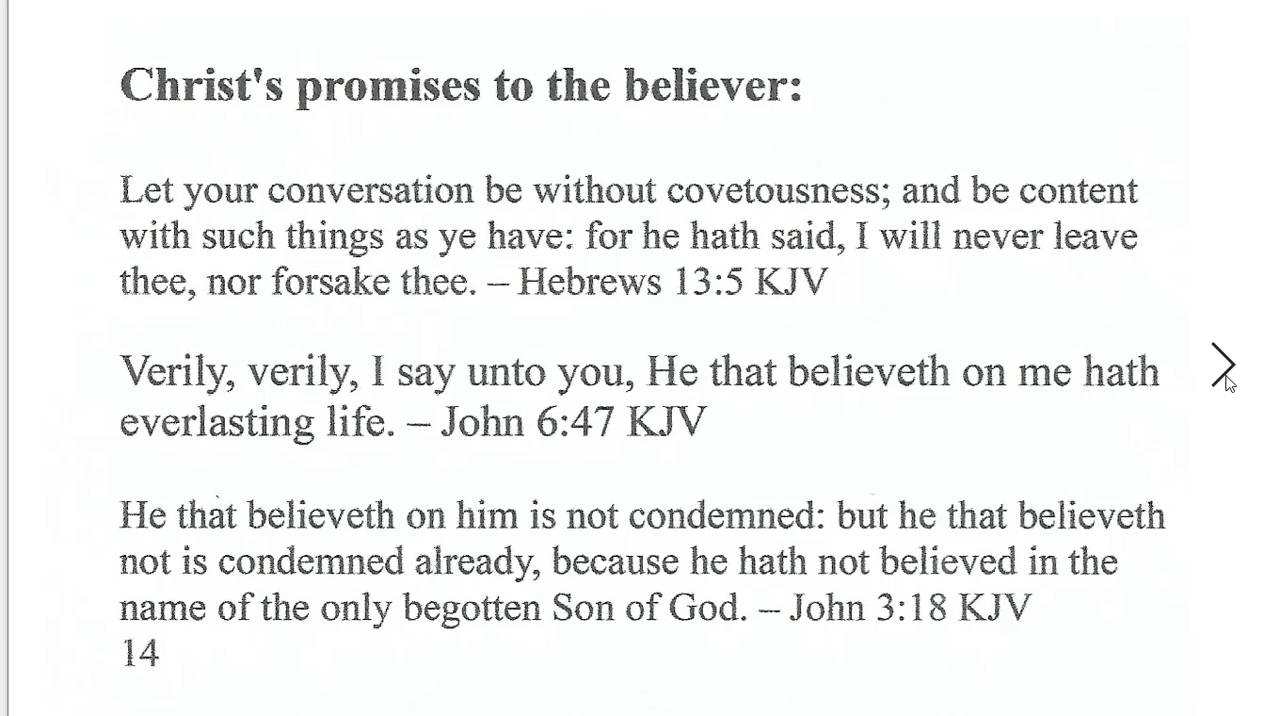 Christ's promises to the believer:
Let your conversation be without covetousness; and be content
with such things as ye have: for he hath said, I will never leave
thee, nor forsake thee. – Hebrews 13:5 KJV
Verily, verily, I say unto you, He that believeth on me hath
everlasting life. – John 6:47 KJV
He that believeth on him is not condemned: but he that believeth
not is condemned already, because he hath not believed in the
name of the only begotten Son of God. – John 3:18 KJV
14